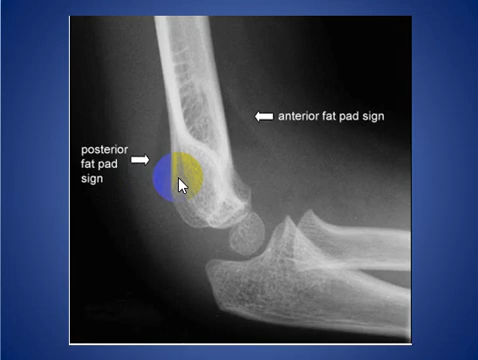 anterior fat pad sign
posterior
fat pad
sign